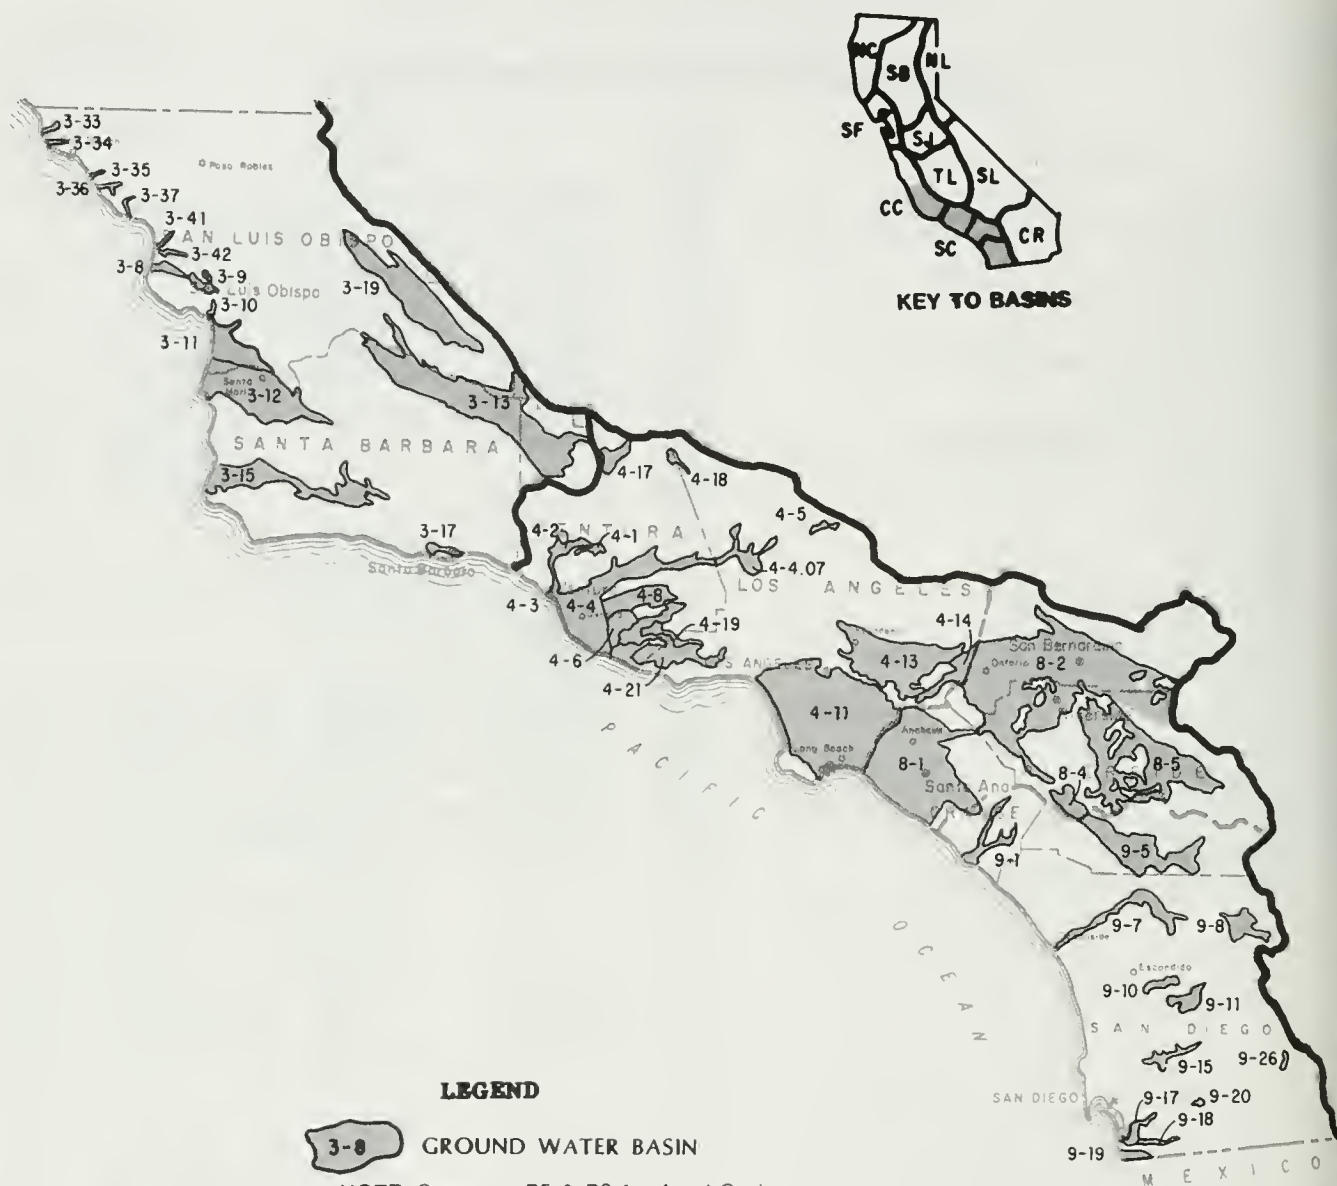 NC
SB
NL
SF
SJ
TL
SL
CC
SC
CR
KEY TO BASINS
3-33
3-34
3-35
3-36
3-37
Paso Robles
3-41
SAN LUIS OBISPO
3-42
3-8
3-9
Luis Obispo
3-10
3-19
3-11
Santa
3-12
3-13
SANTA BARBARA
3-15
3-17
Santa Barbara
4-17
4-18
4-5
4-2
4-1
4-4.07
LOS ANGELES
4-3
4-4
4-8
4-19
4-6
4-21
4-14
4-13
San Bernardino
Ontario
8-2
4-11
Long Beach
Anaheim
8-1
Santa Ana
8-4
8-5
9-1
9-5
PACIFIC
OCEAN
9-7
9-8
Escondido
9-10
9-11
SAN DIEGO
9-15
9-26
SAN DIEGO
9-17
9-20
9-18
9-19
MEXICO
LEGEND
3-8 GROUND WATER BASIN